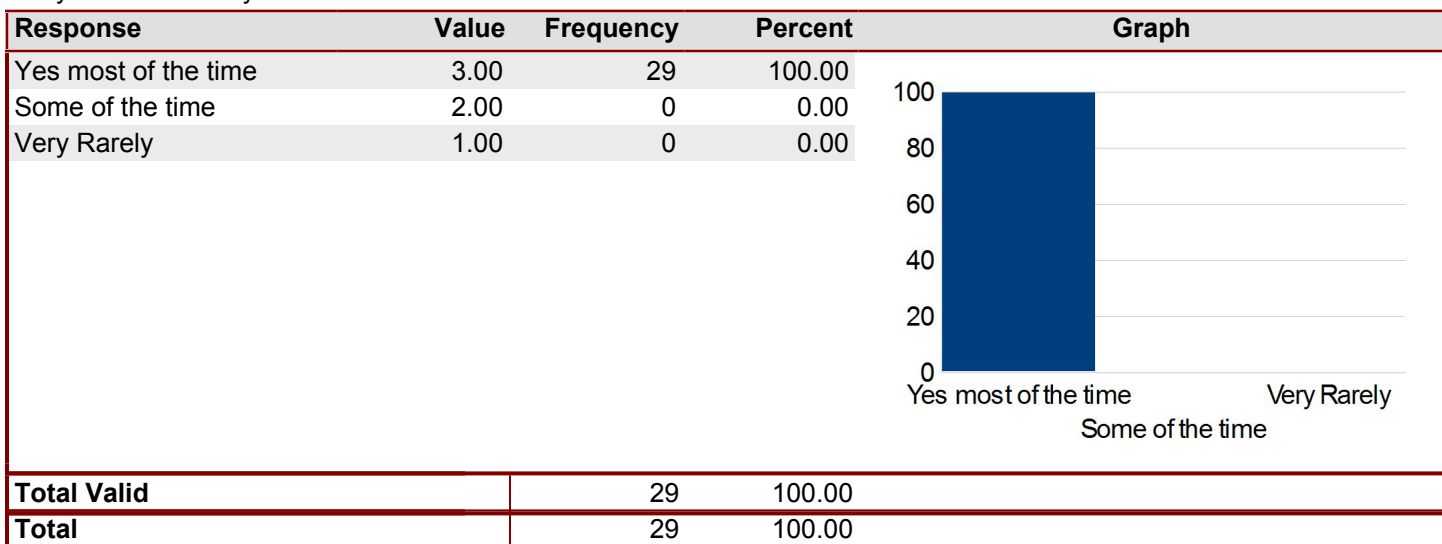 Response Value Frequency Percent Graph
Yes most of the time 3.00 29 100.00
Some of the time 2.00 0 0.00
Very Rarely 1.00 0 0.00
100
80
60
40
20
0
Yes most of the time Very Rarely
Some of the time
Total Valid 29 100.00
Total 29 100.00